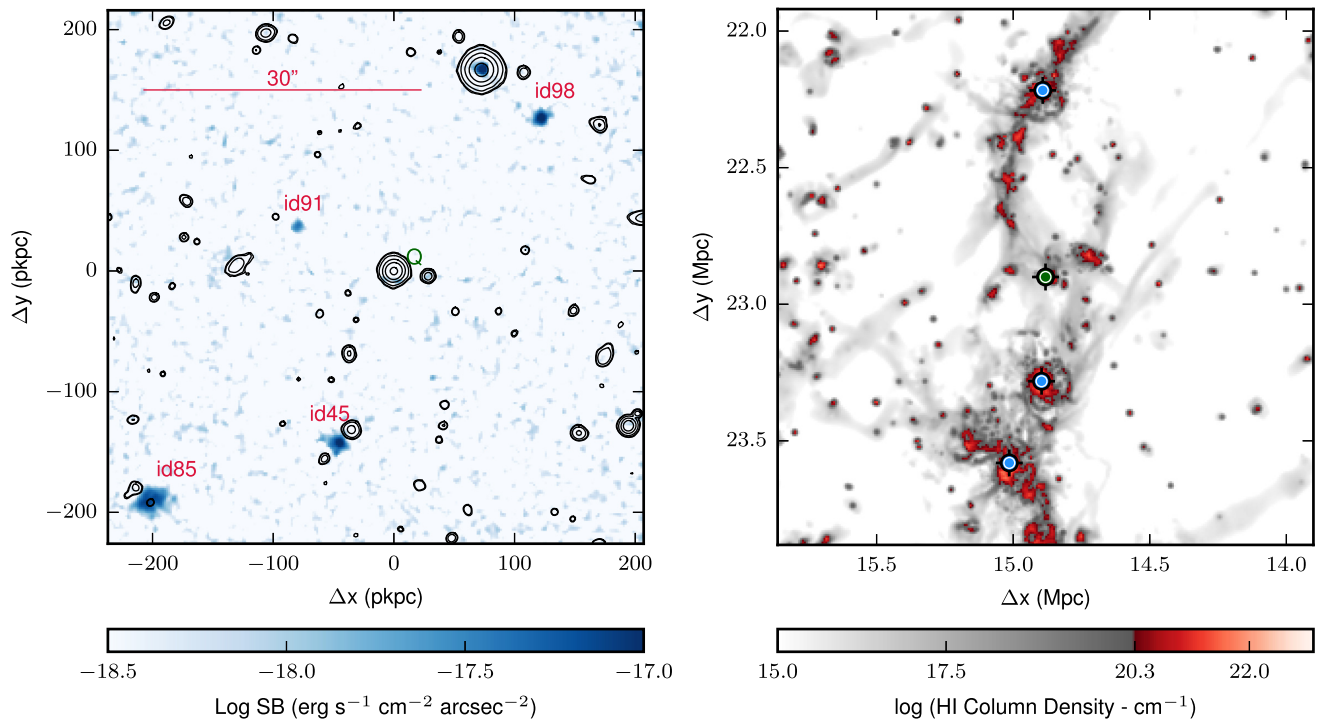 200
100
0
−100
−200
Δy (pkpc)
30”
id98
id91
Q
id45
id85
−200
−100
0
100
200
Δx (pkpc)
−18.5
−18.0
−17.5
−17.0
Log SB (erg s⁻¹ cm⁻² arcsec⁻²)
22.0
22.5
23.0
23.5
Δy (Mpc)
15.5
15.0
14.5
14.0
Δx (Mpc)
15.0
17.5
20.3
22.0
log (HI Column Density - cm⁻¹)